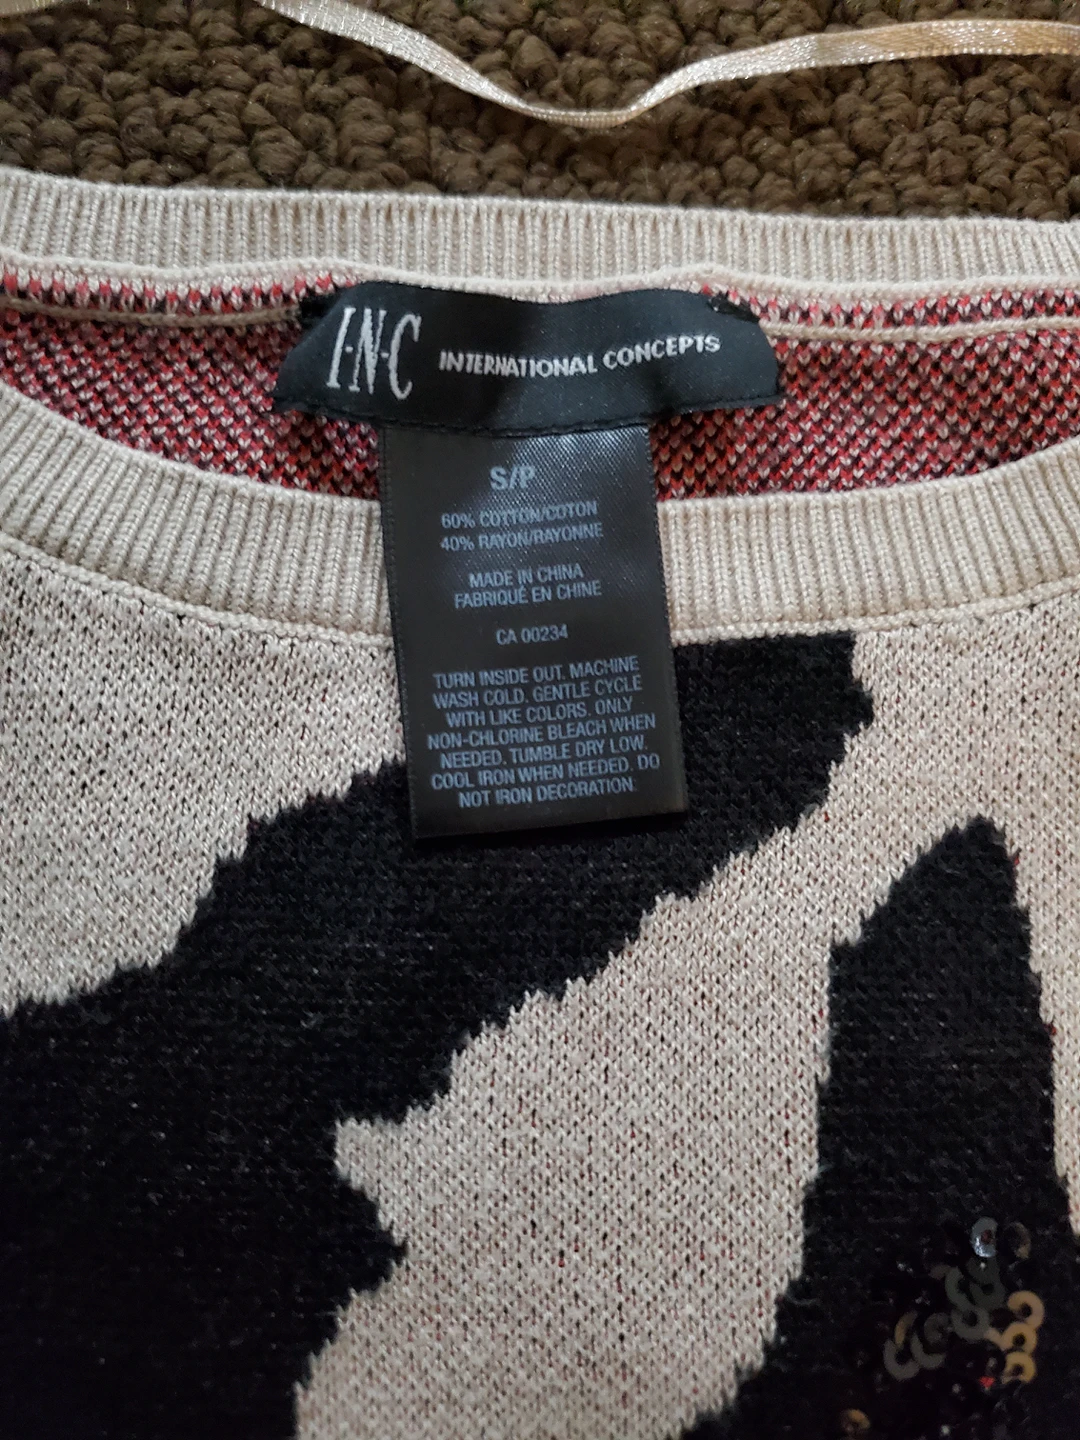 I·N·C INTERNATIONAL CONCEPTS
S/P
60% COTTON/COTON
40% RAYON/RAYONNE
MADE IN CHINA
FABRIQUÉ EN CHINE
CA 00234
TURN INSIDE OUT. MACHINE
WASH COLD. GENTLE CYCLE
WITH LIKE COLORS. ONLY
NON-CHLORINE BLEACH WHEN
NEEDED. TUMBLE DRY LOW.
COOL IRON WHEN NEEDED. DO
NOT IRON DECORATION.